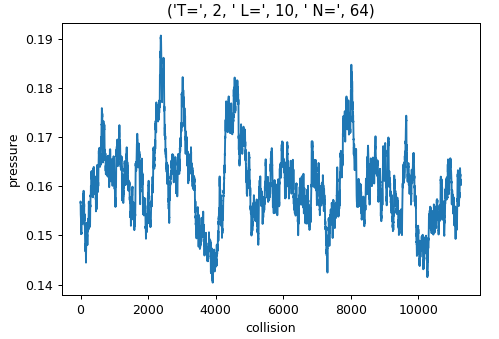 ('T=', 2, ' L=', 10, ' N=', 64)
0.19
0.18
0.17
0.16
0.15
0.14
pressure
0 2000 4000 6000 8000 10000
collision